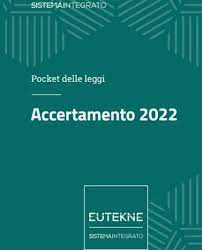 SISTEMAINTEGRATO
Pocket delle leggi
Accertamento 2022
EUTEKNE
SISTEMAINTEGRATO